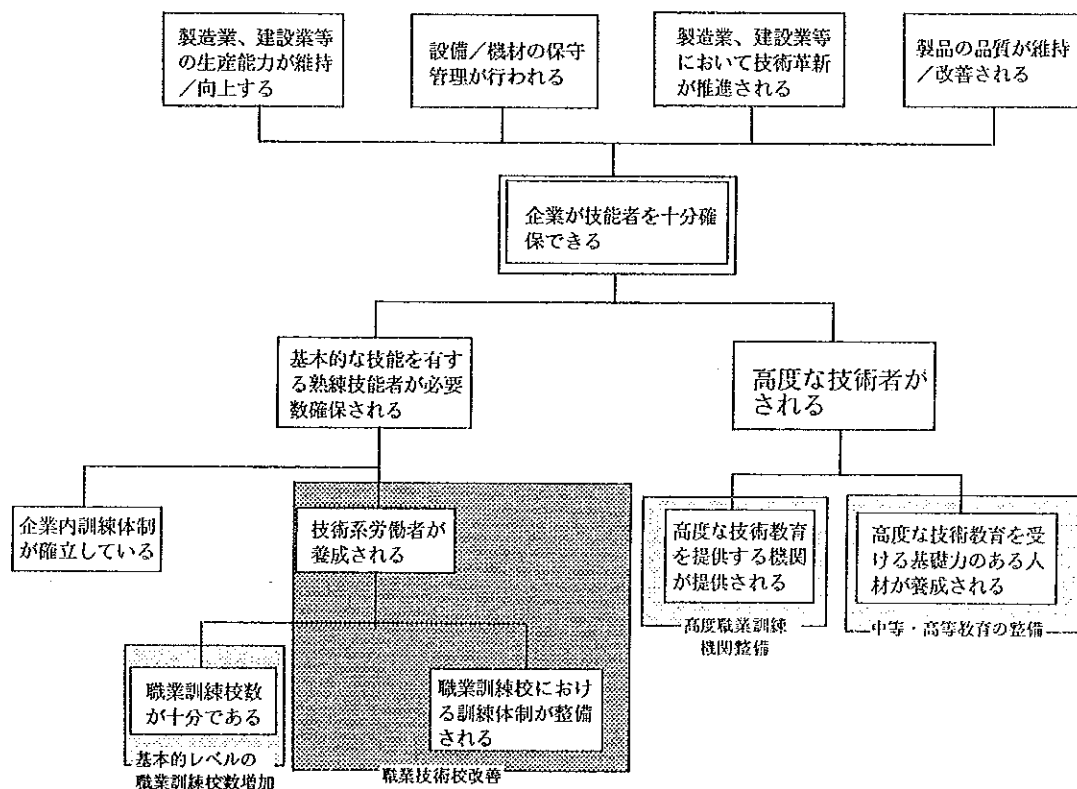 製造業、建設業等
の生産能力が維持
／向上する
設備／機材の保守
管理が行われる
製造業、建設業等
において技術革新
が推進される
製品の品質が維持
／改善される
企業が技能者を十分確
保できる
基本的な技能を有す
る熟練技能者が必要
数確保される
高度な技術者が
される
企業内訓練体制
が確立している
技術系労働者が
養成される
高度な技術教育
を提供する機関
が提供される
高度な技術教育を受
ける基礎力のある人
材が養成される
高度職業訓練
機関整備
中等・高等教育の整備
職業訓練校数
が十分である
職業訓練校におけ
る訓練体制が整備
される
基本的レベルの
職業訓練校数増加
職業技術校改善